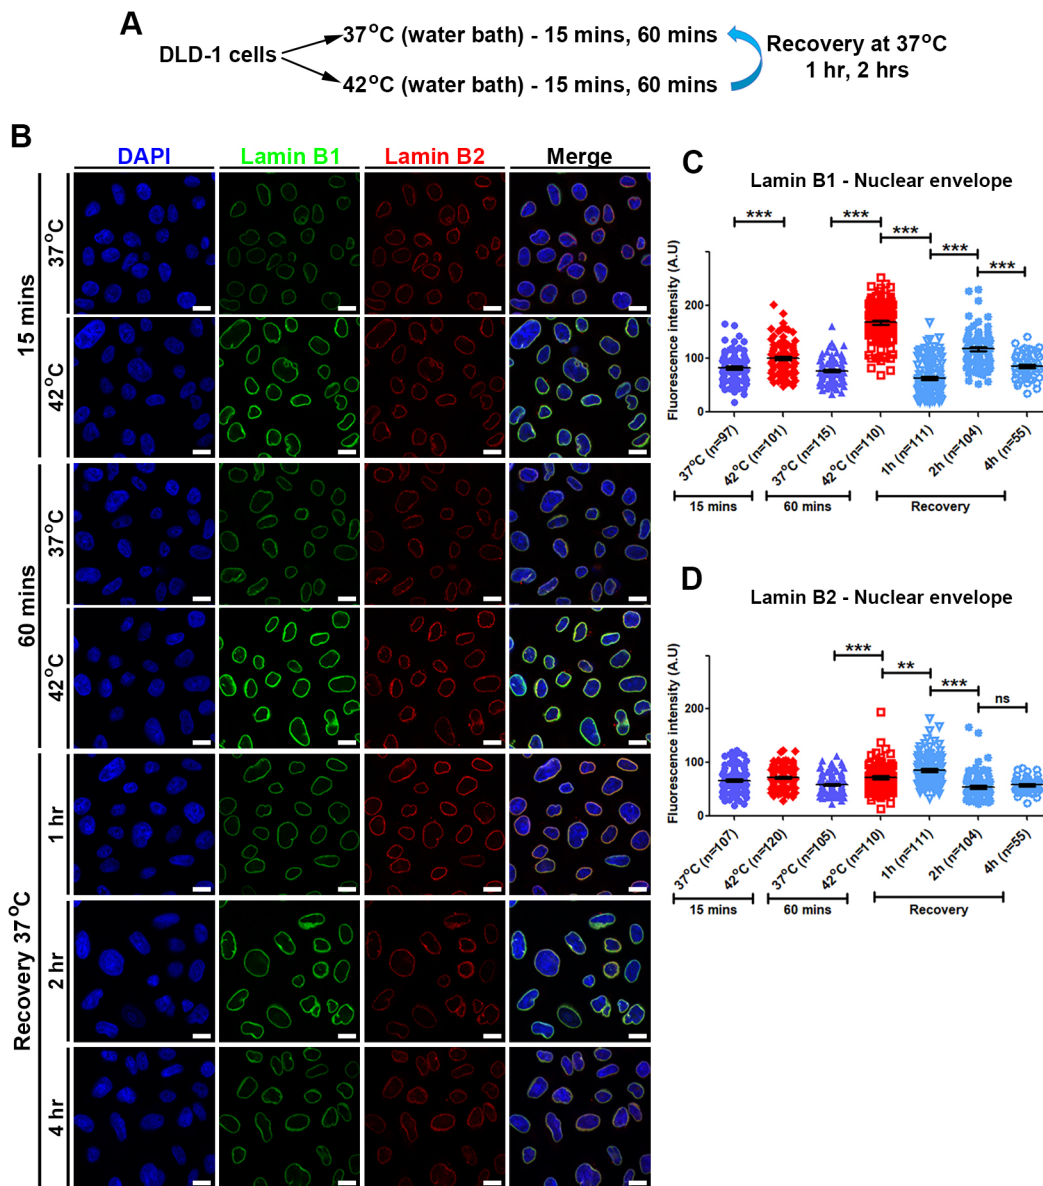 A
DLD-1 cells
37°C (water bath) - 15 mins, 60 mins
42°C (water bath) - 15 mins, 60 mins
Recovery at 37°C
1 hr, 2 hrs
B
DAPI
Lamin B1
Lamin B2
Merge
15 mins
37°C
42°C
60 mins
37°C
42°C
Recovery 37°C
1 hr
2 hr
4 hr
C
Lamin B1 - Nuclear envelope
***
***
***
***
***
Fluorescence intensity (A.U)
200
100
0
37°C (n=97)
42°C (n=101)
37°C (n=115)
42°C (n=110)
1h (n=111)
2h (n=104)
4h (n=55)
15 mins
60 mins
Recovery
D
Lamin B2 - Nuclear envelope
***
**
***
ns
Fluorescence intensity (A.U)
200
100
0
37°C (n=107)
42°C (n=120)
37°C (n=105)
42°C (n=110)
1h (n=111)
2h (n=104)
4h (n=55)
15 mins
60 mins
Recovery